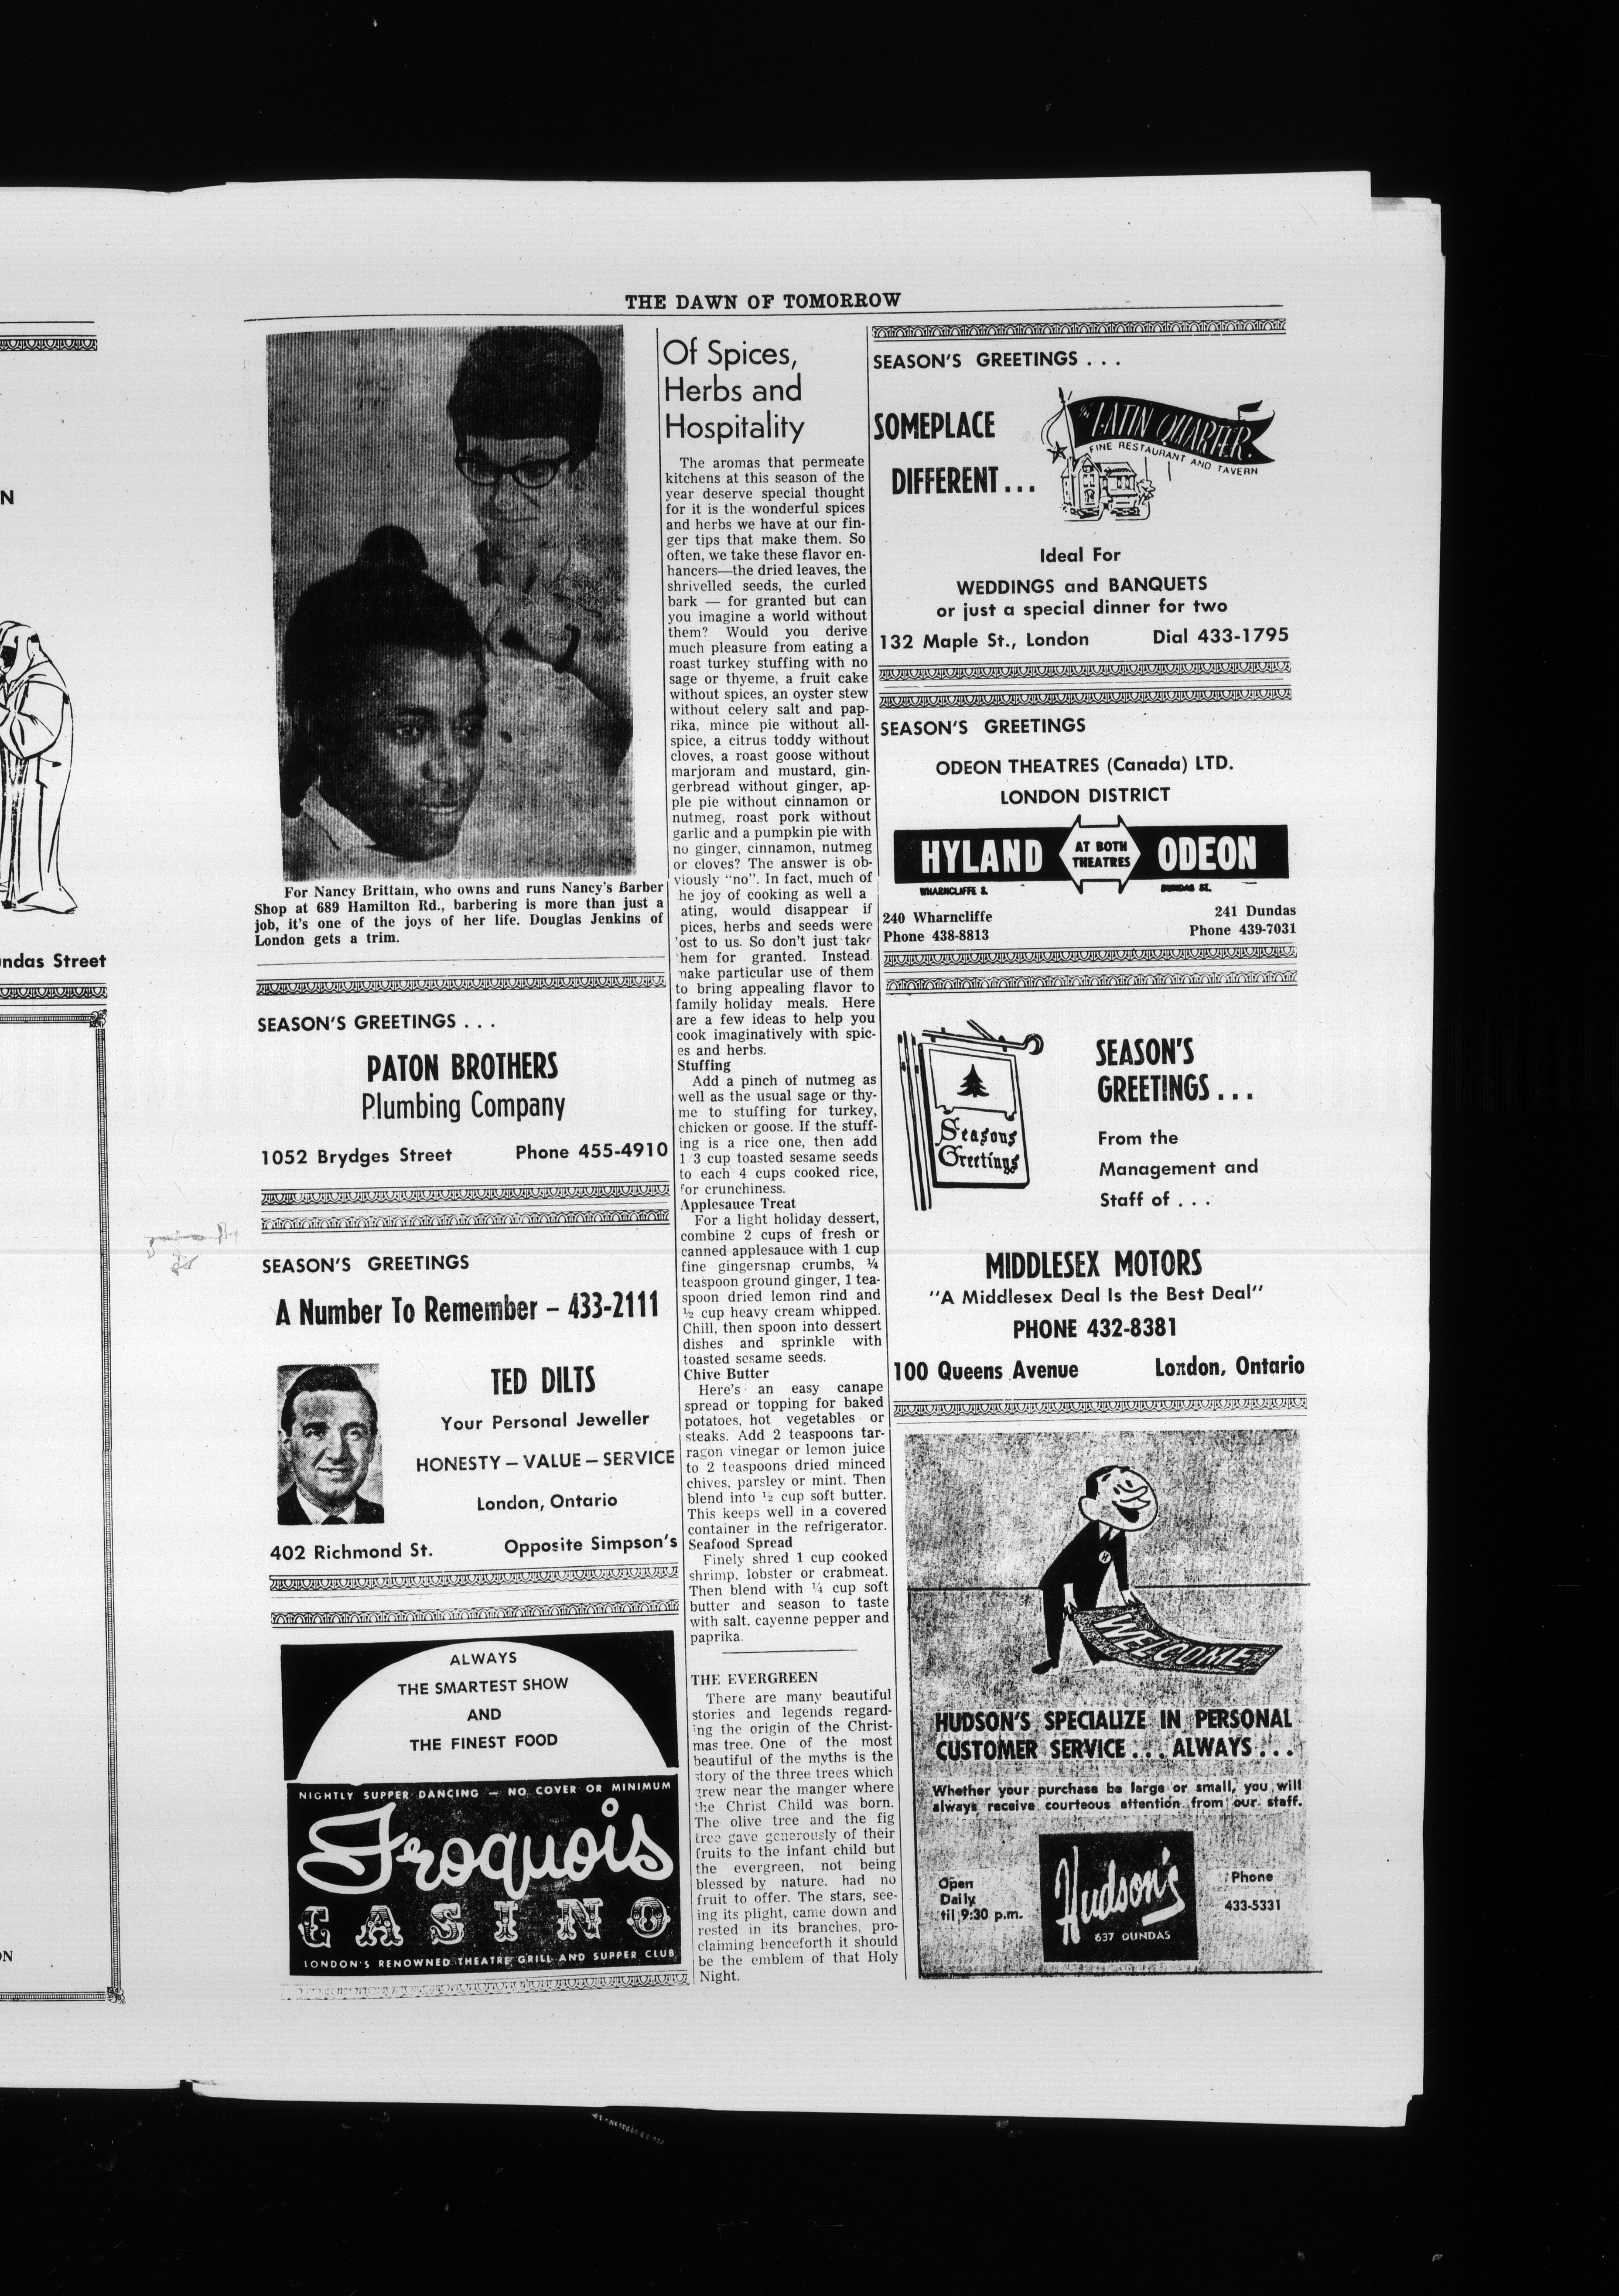 THE DAWN OF TOMORROW
N
ndas Street
ON
For Nancy Brittain, who owns and runs Nancy's Barber
Shop at 689 Hamilton Rd., barbering is more than just a
job, it's one of the joys of her life. Douglas Jenkins of
London gets a trim.
SEASON'S GREETINGS . . .
PATON BROTHERS
Plumbing Company
1052 Brydges Street Phone 455-4910
SEASON'S GREETINGS
A Number To Remember – 433-2111
TED DILTS
Your Personal Jeweller
HONESTY – VALUE – SERVICE
London, Ontario
402 Richmond St. Opposite Simpson's
ALWAYS
THE SMARTEST SHOW
AND
THE FINEST FOOD
NIGHTLY SUPPER DANCING — NO COVER OR MINIMUM
Iroquois
CASINO
LONDON'S RENOWNED THEATRE GRILL AND SUPPER CLUB
Of Spices,
Herbs and
Hospitality
The aromas that permeate
kitchens at this season of the
year deserve special thought
for it is the wonderful spices
and herbs we have at our fin-
ger tips that make them. So
often, we take these flavor en-
hancers—the dried leaves, the
shrivelled seeds, the curled
bark — for granted but can
you imagine a world without
them? Would you derive
much pleasure from eating a
roast turkey stuffing with no
sage or thyeme, a fruit cake
without spices, an oyster stew
without celery salt and pap-
rika, mince pie without all-
spice, a citrus toddy without
cloves, a roast goose without
marjoram and mustard, gin-
gerbread without ginger, ap-
ple pie without cinnamon or
nutmeg, roast pork without
garlic and a pumpkin pie with
no ginger, cinnamon, nutmeg
or cloves? The answer is ob-
viously "no". In fact, much of
he joy of cooking as well a
ating, would disappear if
pices, herbs and seeds were
'ost to us. So don't just take
them for granted. Instead
make particular use of them
to bring appealing flavor to
family holiday meals. Here
are a few ideas to help you
cook imaginatively with spic-
es and herbs.
Stuffing
Add a pinch of nutmeg as
well as the usual sage or thy-
me to stuffing for turkey,
chicken or goose. If the stuff-
ing is a rice one, then add
1 3 cup toasted sesame seeds
to each 4 cups cooked rice,
for crunchiness.
Applesauce Treat
For a light holiday dessert,
combine 2 cups of fresh or
canned applesauce with 1 cup
fine gingersnap crumbs, ¼
teaspoon ground ginger, 1 tea-
spoon dried lemon rind and
½ cup heavy cream whipped.
Chill, then spoon into dessert
dishes and sprinkle with
toasted sesame seeds.
Chive Butter
Here's an easy canape
spread or topping for baked
potatoes, hot vegetables or
steaks. Add 2 teaspoons tar-
ragon vinegar or lemon juice
to 2 teaspoons dried minced
chives, parsley or mint. Then
blend into ½ cup soft butter.
This keeps well in a covered
container in the refrigerator.
Seafood Spread
Finely shred 1 cup cooked
shrimp, lobster or crabmeat.
Then blend with ¼ cup soft
butter and season to taste
with salt, cayenne pepper and
paprika.
THE EVERGREEN
There are many beautiful
stories and legends regard-
ing the origin of the Christ-
mas tree. One of the most
beautiful of the myths is the
story of the three trees which
grew near the manger where
the Christ Child was born.
The olive tree and the fig
tree gave generously of their
fruits to the infant child but
the evergreen, not being
blessed by nature, had no
fruit to offer. The stars, see-
ing its plight, came down and
rested in its branches, pro-
claiming henceforth it should
be the emblem of that Holy
Night.
SEASON'S GREETINGS . . .
SOMEPLACE
DIFFERENT . . .
The LATIN QUARTER
FINE RESTAURANT AND TAVERN
Ideal For
WEDDINGS and BANQUETS
or just a special dinner for two
132 Maple St., London Dial 433-1795
SEASON'S GREETINGS
ODEON THEATRES (Canada) LTD.
LONDON DISTRICT
HYLAND AT BOTH THEATRES ODEON
WHARNCLIFFE S. DUNDAS ST.
240 Wharncliffe 241 Dundas
Phone 438-8813 Phone 439-7031
Seasons
Greetings
SEASON'S
GREETINGS . . .
From the
Management and
Staff of . . .
MIDDLESEX MOTORS
"A Middlesex Deal Is the Best Deal"
PHONE 432-8381
100 Queens Avenue London, Ontario
H
WELCOME
HUDSON'S SPECIALIZE IN PERSONAL
CUSTOMER SERVICE . . . ALWAYS . . .
Whether your purchase be large or small, you will
always receive courteous attention from our staff.
Open
Daily
'til 9:30 p.m.
Hudson's
637 DUNDAS
Phone
433-5331